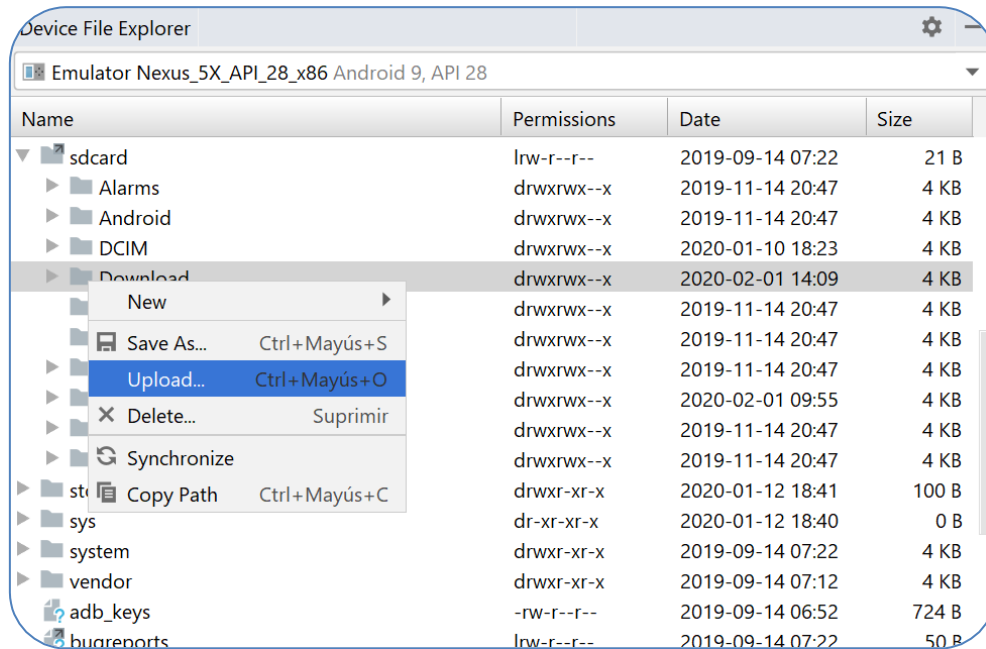 Device File Explorer
Emulator Nexus_5X_API_28_x86 Android 9, API 28
Name Permissions Date Size
sdcard lrw-r--r-- 2019-09-14 07:22 21 B
Alarms drwxrwx--x 2019-11-14 20:47 4 KB
Android drwxrwx--x 2019-11-14 20:47 4 KB
DCIM drwxrwx--x 2020-01-10 18:23 4 KB
Download drwxrwx--x 2020-02-01 14:09 4 KB
New
drwxrwx--x 2019-11-14 20:47 4 KB
Save As... Ctrl+Mayús+S
drwxrwx--x 2019-11-14 20:47 4 KB
Upload... Ctrl+Mayús+O
drwxrwx--x 2019-11-14 20:47 4 KB
drwxrwx--x 2020-02-01 09:55 4 KB
Delete... Suprimir
drwxrwx--x 2019-11-14 20:47 4 KB
Synchronize
drwxrwx--x 2019-11-14 20:47 4 KB
Copy Path Ctrl+Mayús+C
drwxr-xr-x 2020-01-12 18:41 100 B
sys dr-xr-xr-x 2020-01-12 18:40 0 B
system drwxr-xr-x 2019-09-14 07:22 4 KB
vendor drwxr-xr-x 2019-09-14 07:12 4 KB
adb_keys -rw-r--r-- 2019-09-14 06:52 724 B
bugreports lrw-r--r-- 2019-09-14 07:22 50 B